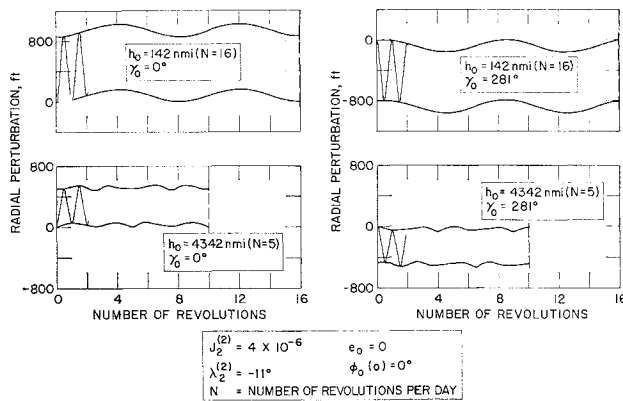 RADIAL PERTURBATION, ft
800
0
h₀ = 142 nmi (N = 16)
γ₀ = 0°
0
-800
h₀ = 142 nmi (N = 16)
γ₀ = 281°
800
0
-800
h₀ = 4342 nmi (N=5)
γ₀ = 0°
0 4 8 12 16
NUMBER OF REVOLUTIONS
RADIAL PERTURBATION, ft
800
0
-800
h₀ = 4342 nmi (N=5)
γ₀ = 281°
0 4 8 12 16
NUMBER OF REVOLUTIONS
J₂⁽²⁾ = 4 X 10⁻⁶ e₀ = 0
λ₂⁽²⁾ = -11° φ₀(o) = 0°
N = NUMBER OF REVOLUTIONS PER DAY